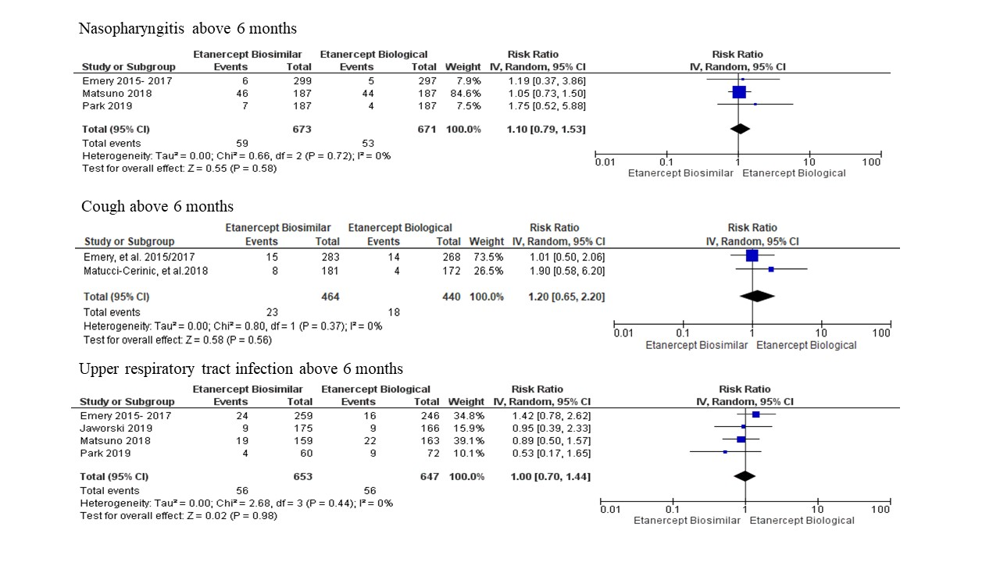 Nasopharyngitis above 6 months
Etanercept Biosimilar Etanercept Biological Risk Ratio Risk Ratio
Study or Subgroup Events Total Events Total Weight IV, Random, 95% CI IV, Random, 95% CI
Emery 2015- 2017 6 299 5 297 7.9% 1.19 [0.37, 3.86]
Matsuno 2018 46 187 44 187 84.6% 1.05 [0.73, 1.50]
Park 2019 7 187 4 187 7.5% 1.75 [0.52, 5.88]
Total (95% CI) 673 671 100.0% 1.10 [0.79, 1.53]
Total events 59 53
Heterogeneity: Tau² = 0.00; Chi² = 0.66, df = 2 (P = 0.72); I² = 0%
Test for overall effect: Z = 0.55 (P = 0.58)
0.01 0.1 1 10 100
Etanercept Biosimilar Etanercept Biological
Cough above 6 months
Etanercept Biosimilar Etanercept Biological Risk Ratio Risk Ratio
Study or Subgroup Events Total Events Total Weight IV, Random, 95% CI IV, Random, 95% CI
Emery, et al. 2015/2017 15 283 14 268 73.5% 1.01 [0.50, 2.06]
Matucci-Cerinic, et al.2018 8 181 4 172 26.5% 1.90 [0.58, 6.20]
Total (95% CI) 464 440 100.0% 1.20 [0.65, 2.20]
Total events 23 18
Heterogeneity: Tau² = 0.00; Chi² = 0.80, df = 1 (P = 0.37); I² = 0%
Test for overall effect: Z = 0.58 (P = 0.56)
0.01 0.1 1 10 100
Etanercept Biosimilar Etanercept Biological
Upper respiratory tract infection above 6 months
Etanercept Biosimilar Etanercept Biological Risk Ratio Risk Ratio
Study or Subgroup Events Total Events Total Weight IV, Random, 95% CI IV, Random, 95% CI
Emery 2015- 2017 24 259 16 246 34.8% 1.42 [0.78, 2.62]
Jaworski 2019 9 175 9 166 15.9% 0.95 [0.39, 2.33]
Matsuno 2018 19 159 22 163 39.1% 0.89 [0.50, 1.57]
Park 2019 4 60 9 72 10.1% 0.53 [0.17, 1.65]
Total (95% CI) 653 647 100.0% 1.00 [0.70, 1.44]
Total events 56 56
Heterogeneity: Tau² = 0.00; Chi² = 2.68, df = 3 (P = 0.44); I² = 0%
Test for overall effect: Z = 0.02 (P = 0.98)
0.01 0.1 1 10 100
Etanercept Biosimilar Etanercept Biological